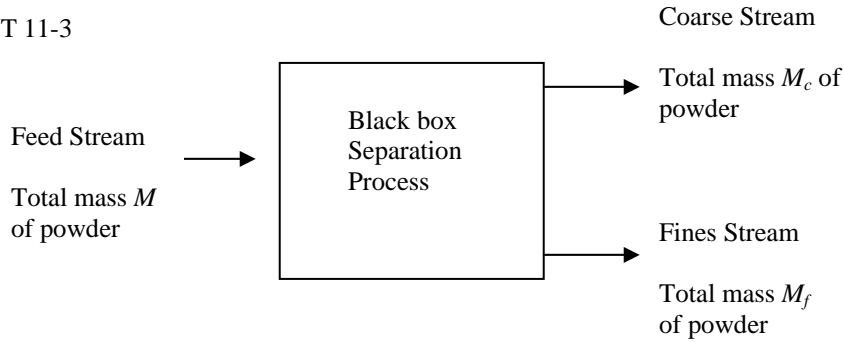 T 11-3
Feed Stream
Total mass M
of powder
Black box
Separation
Process
Coarse Stream
Total mass Mc of
powder
Fines Stream
Total mass Mf
of powder